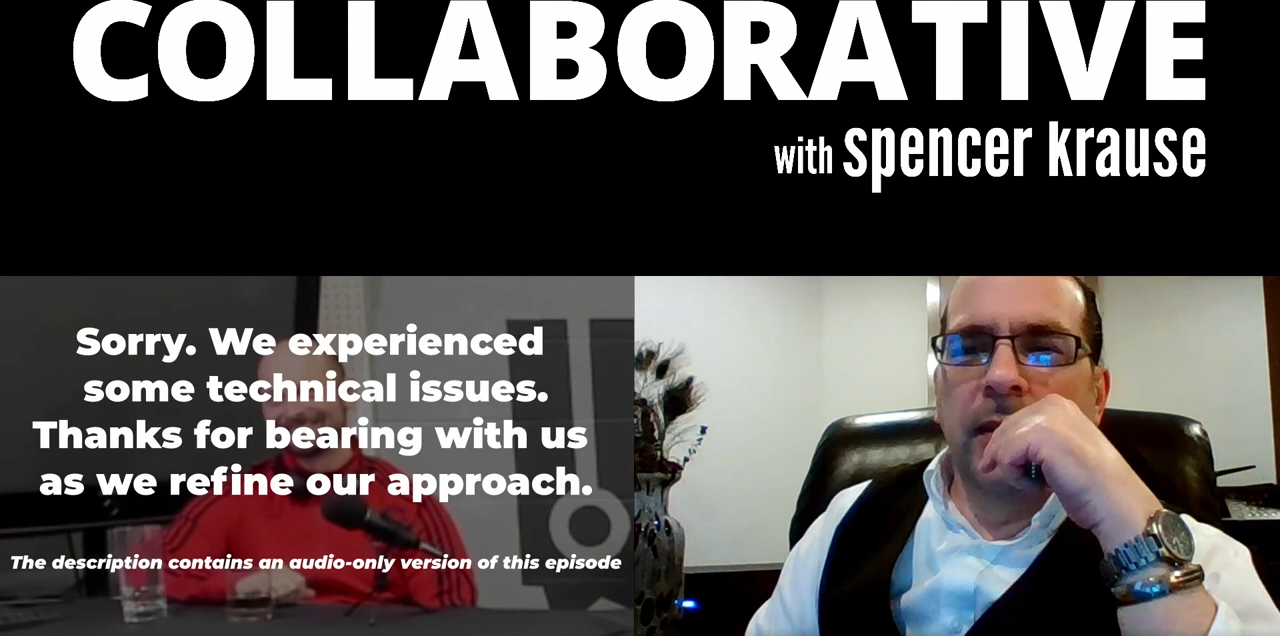 COLLABORATIVE
with spencer krause
Sorry. We experienced
some technical issues.
Thanks for bearing with us
as we refine our approach.
The description contains an audio-only version of this episode